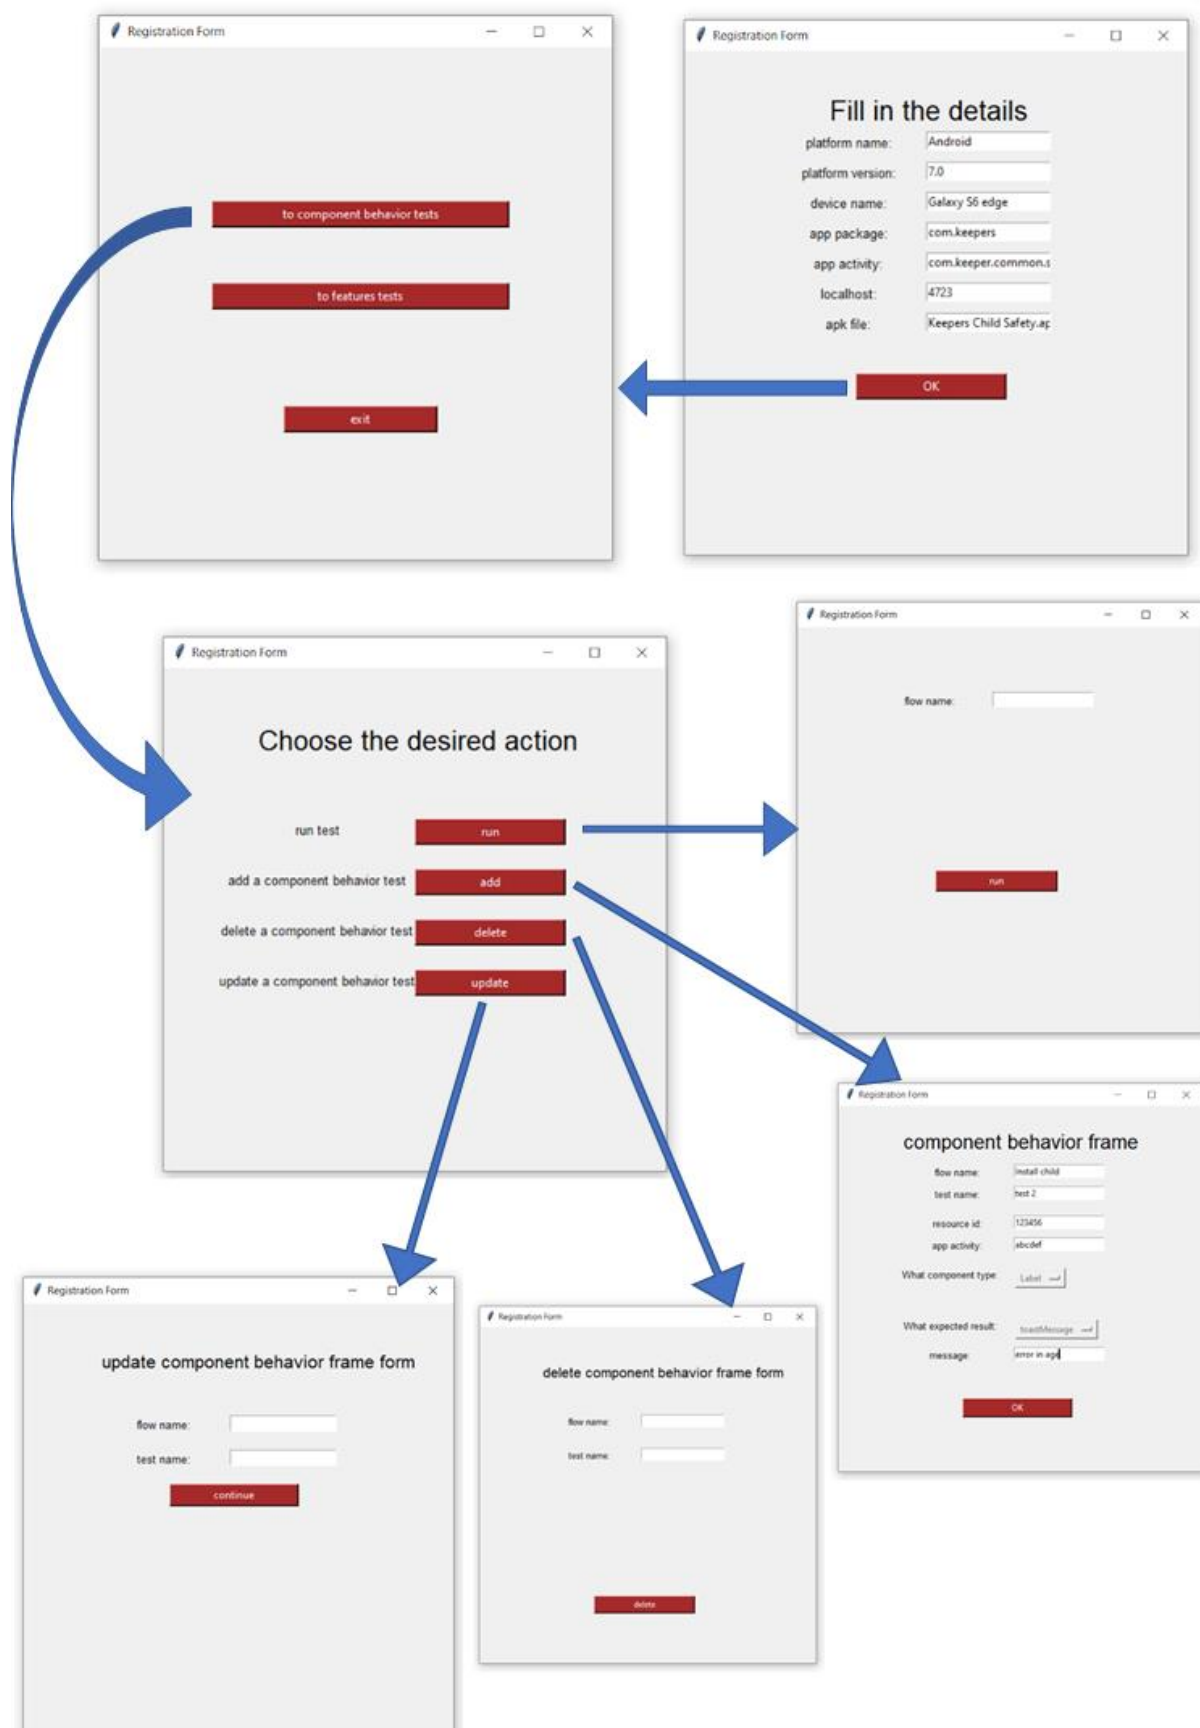 Registration Form
to component behavior tests
to features tests
exit
Registration Form
Fill in the details
platform name: Android
platform version: 7.0
device name: Galaxy S6 edge
app package: com.keepers
app activity: com.keeper.common.s
localhost: 4723
apk file: Keepers Child Safety.ap
OK
Registration Form
Choose the desired action
run test run
add a component behavior test add
delete a component behavior test delete
update a component behavior test update
Registration Form
flow name:
run
Registration Form
component behavior frame
flow name: install child
test name: test 2
resource id: 123456
app activity: abcdef
What component type: Label
What expected result: toastMessage
message: error in age
OK
Registration Form
update component behavior frame form
flow name:
test name:
continue
Registration Form
delete component behavior frame form
flow name:
test name:
delete